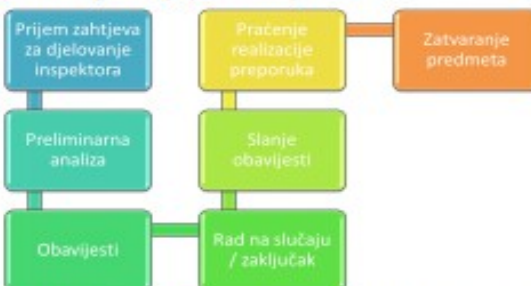 Prijem zahtjeva
za djelovanje
inspektora
Preliminarna
analiza
Obavijesti
Rad na slučaju
/ zaključak
Slanje
obavijesti
Praćenje
realizacije
preporuka
Zatvaranje
predmeta